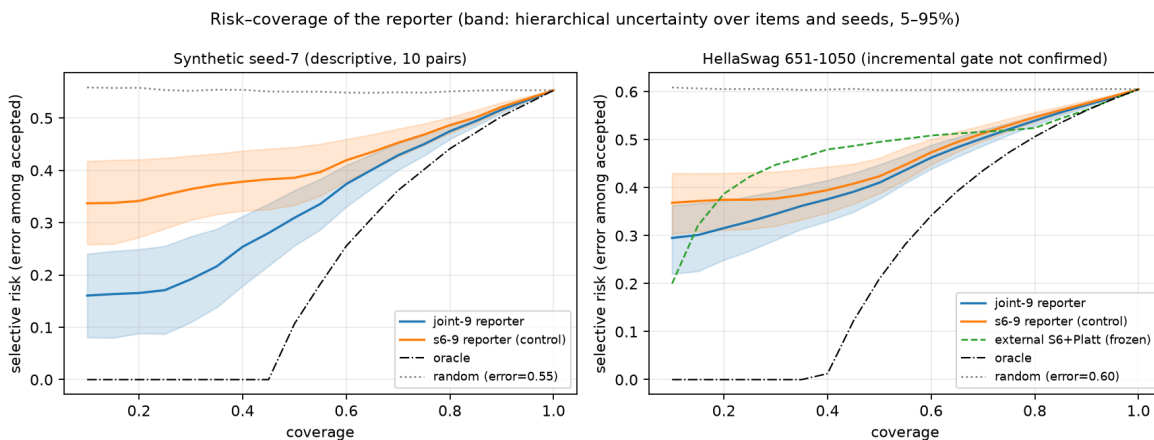 Risk–coverage of the reporter (band: hierarchical uncertainty over items and seeds, 5–95%)
Synthetic seed-7 (descriptive, 10 pairs)
selective risk (error among accepted)
0.5
0.4
0.3
0.2
0.1
0.0
joint-9 reporter
s6-9 reporter (control)
oracle
random (error=0.55)
0.2
0.4
0.6
0.8
1.0
coverage
HellaSwag 651-1050 (incremental gate not confirmed)
selective risk (error among accepted)
0.6
0.5
0.4
0.3
0.2
0.1
0.0
joint-9 reporter
s6-9 reporter (control)
external S6+Platt (frozen)
oracle
random (error=0.60)
0.2
0.4
0.6
0.8
1.0
coverage